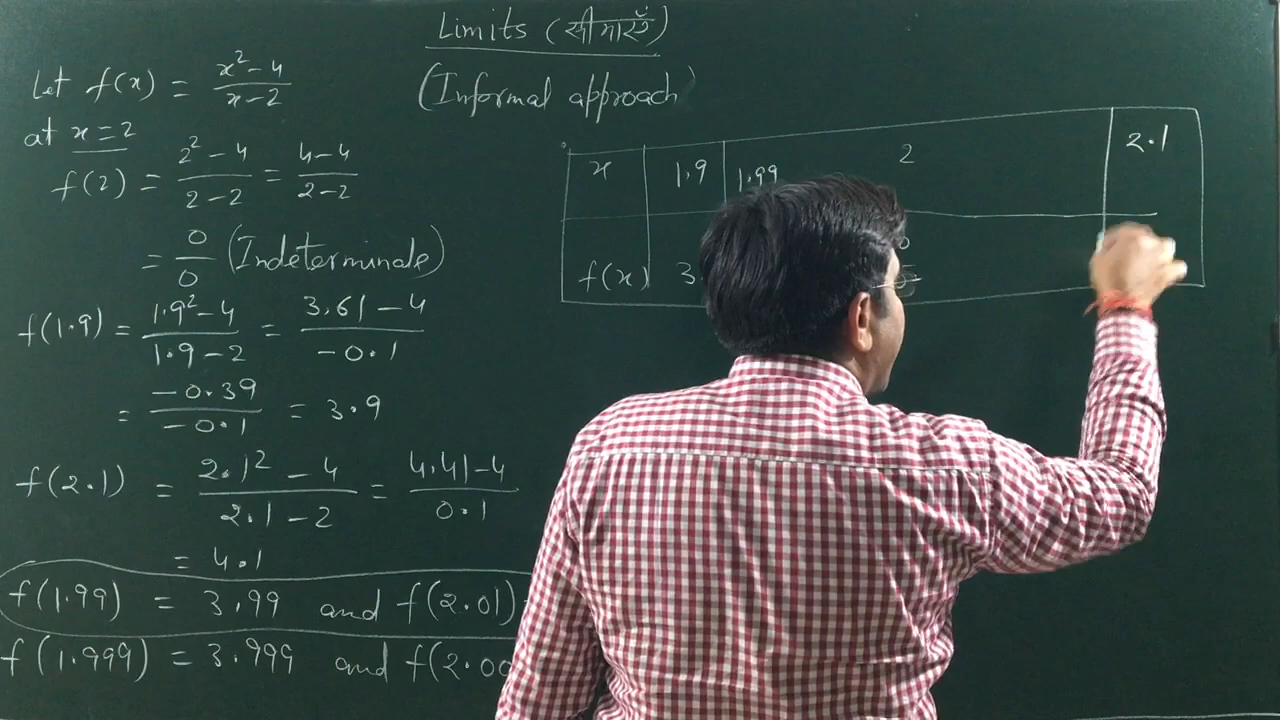 Limits (सीमाएँ)
(Informal approach)
Let f(x) = x² - 4 / x - 2
at x = 2
f(2) = 2² - 4 / 2 - 2 = 4 - 4 / 2 - 2
= 0 / 0 (Indeterminate)
f(1.9) = 1.9² - 4 / 1.9 - 2 = 3.61 - 4 / -0.1
= -0.39 / -0.1 = 3.9
f(2.1) = 2.1² - 4 / 2.1 - 2 = 4.41 - 4 / 0.1
= 4.1
f(1.99) = 3.99 and f(2.01)
f(1.999) = 3.999 and f(2.00
x 1.9 1.99 2 2.1
f(x) 3